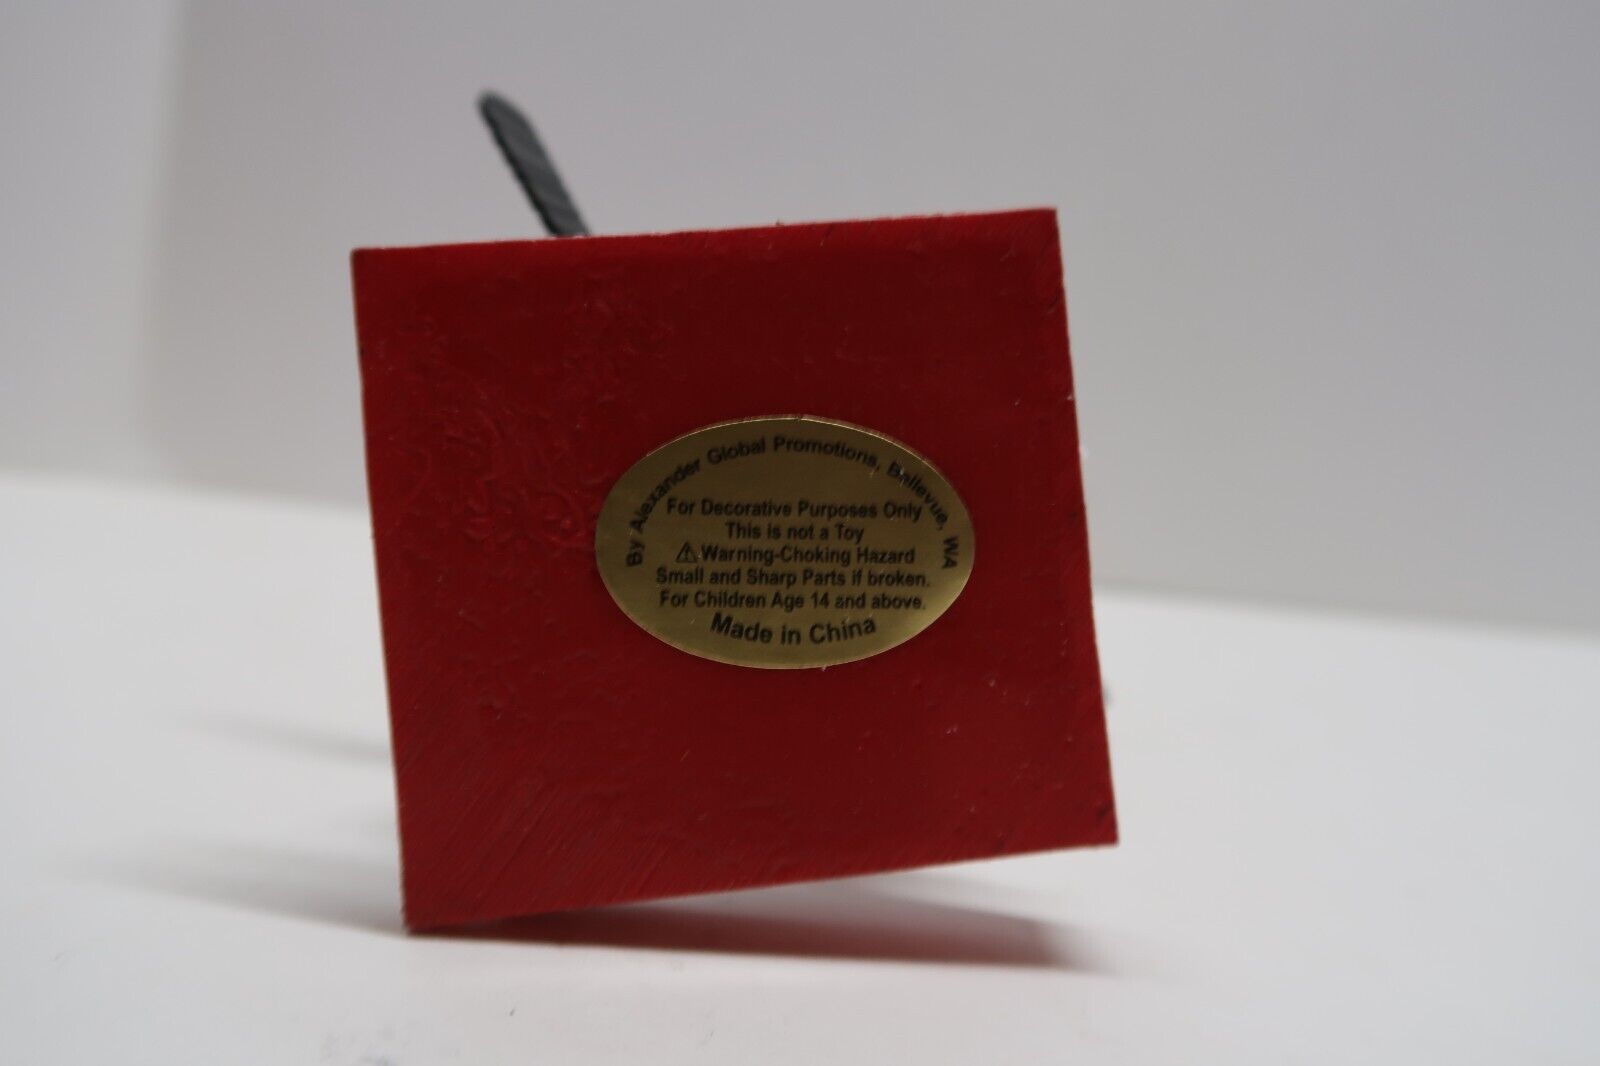 By Alexander Global Promotions, Bellevue, WA
For Decorative Purposes Only
This is not a Toy
⚠Warning-Choking Hazard
Small and Sharp Parts if broken.
For Children Age 14 and above.
Made in China